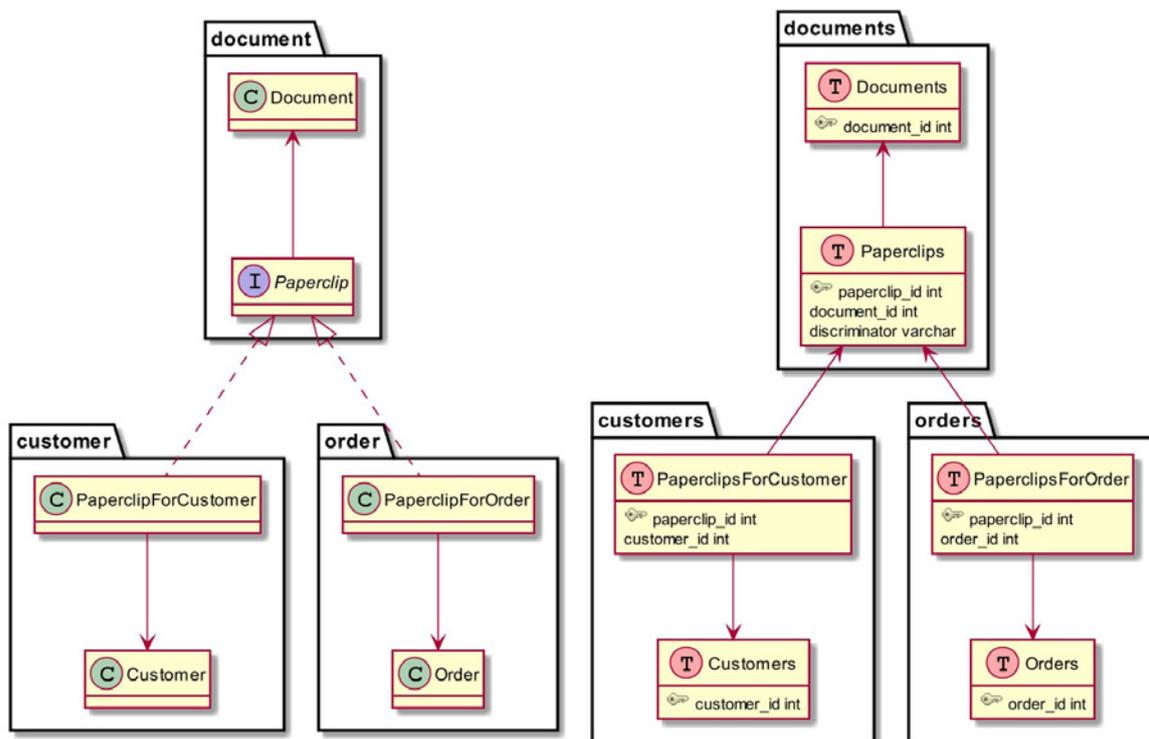 document
C Document
I Paperclip
customer
C PaperclipForCustomer
C Customer
order
C PaperclipForOrder
C Order
documents
T Documents
document_id int
T Paperclips
paperclip_id int
document_id int
discriminator varchar
customers
T PaperclipsForCustomer
paperclip_id int
customer_id int
T Customers
customer_id int
orders
T PaperclipsForOrder
paperclip_id int
order_id int
T Orders
order_id int